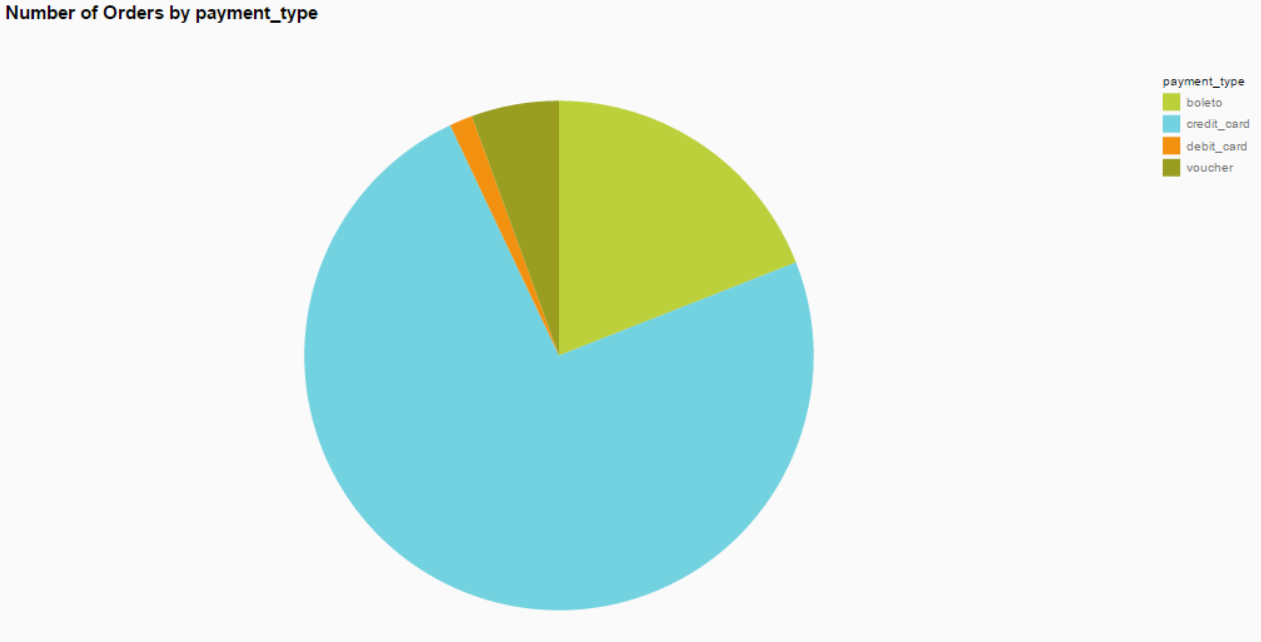 Number of Orders by payment_type
payment_type
boleto
credit_card
debit_card
voucher